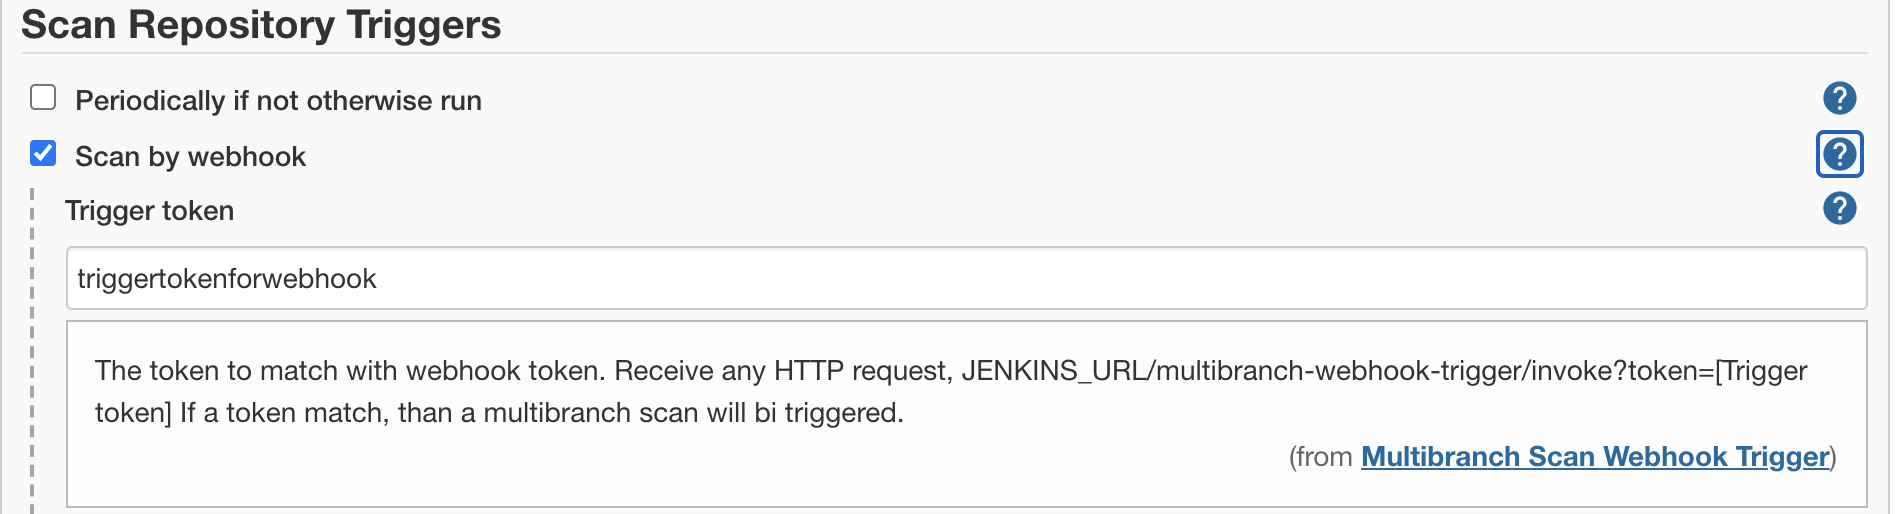 Scan Repository Triggers
Periodically if not otherwise run
?
Scan by webhook
?
Trigger token
?
triggertokenforwebhook
The token to match with webhook token. Receive any HTTP request, JENKINS_URL/multibranch-webhook-trigger/invoke?token=[Trigger
token] If a token match, than a multibranch scan will bi triggered.
(from Multibranch Scan Webhook Trigger)